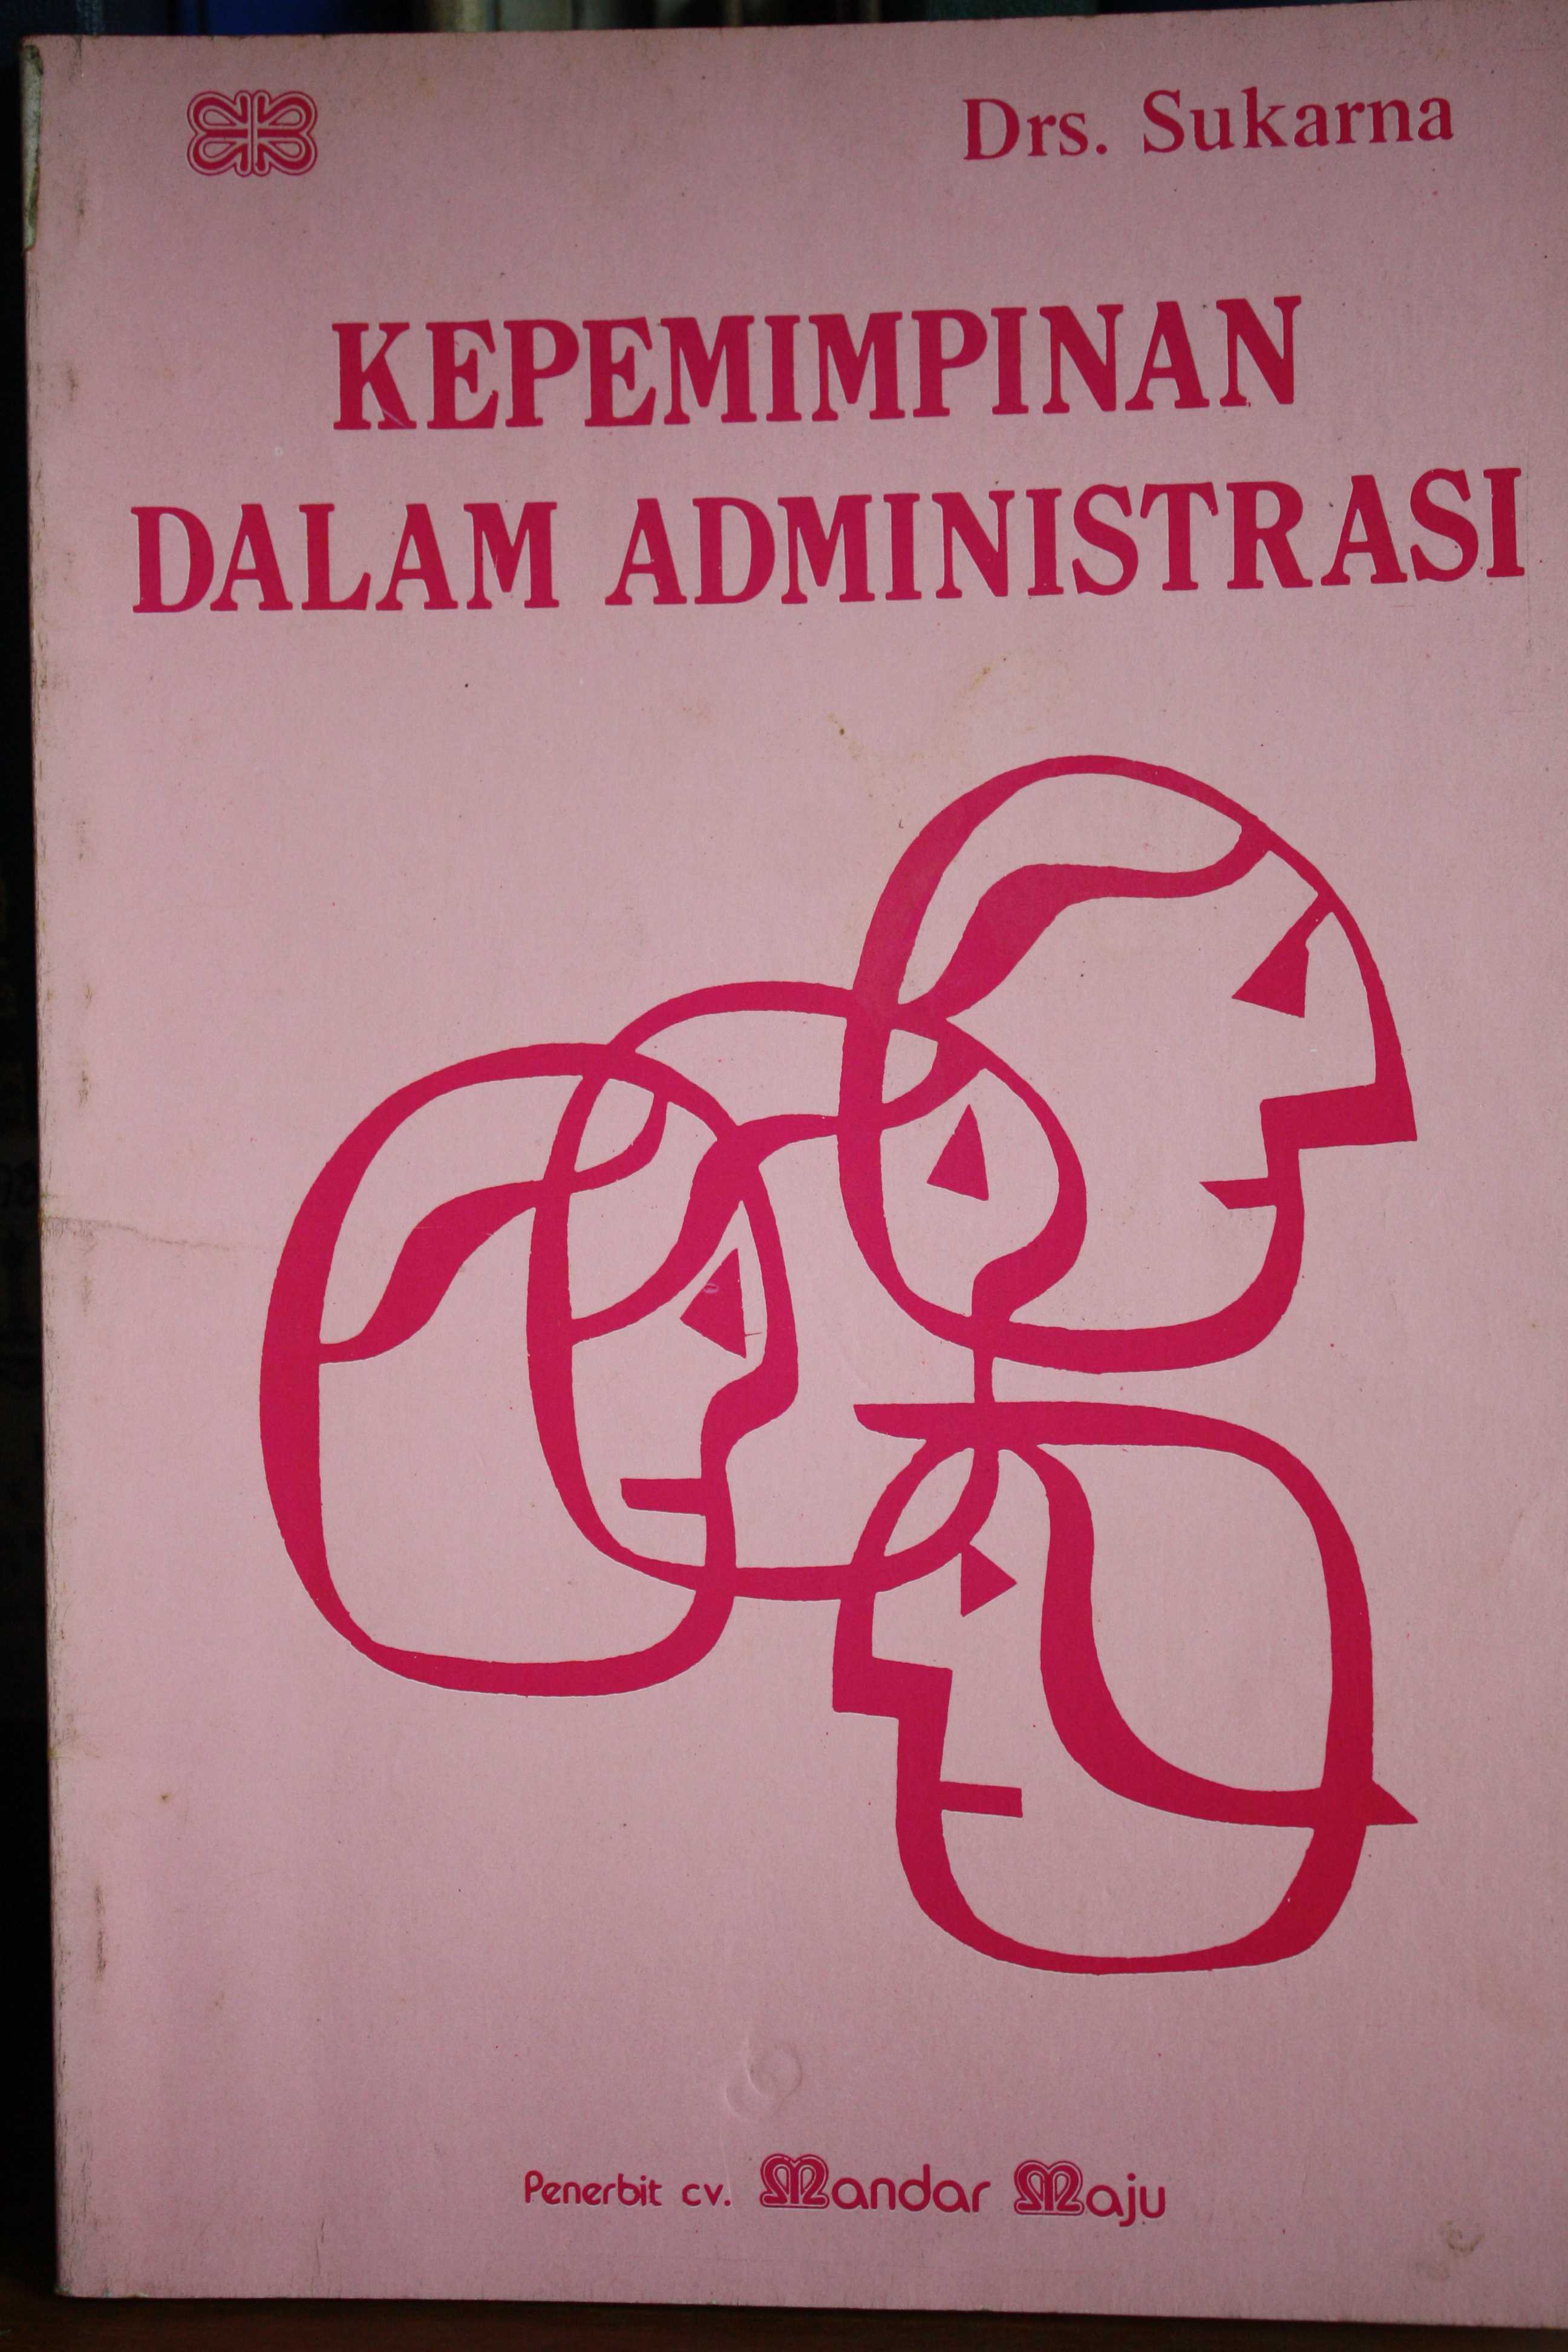 Drs. Sukarna
KEPEMIMPINAN
DALAM ADMINISTRASI
Penerbit cv. Mandar Maju